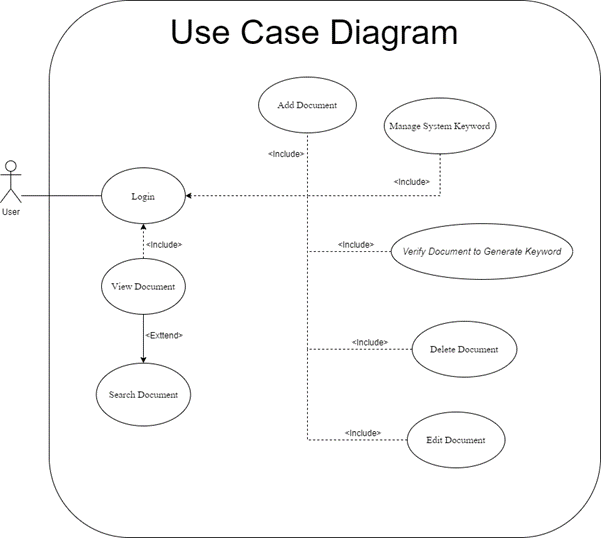 Use Case Diagram
Add Document
Manage System Keyword
<Include>
<Include>
User
Login
<Include>
<Include>
Verify Document to Generate Keyword
View Document
<Exttend>
<Include>
Delete Document
Search Document
<Include>
Edit Document